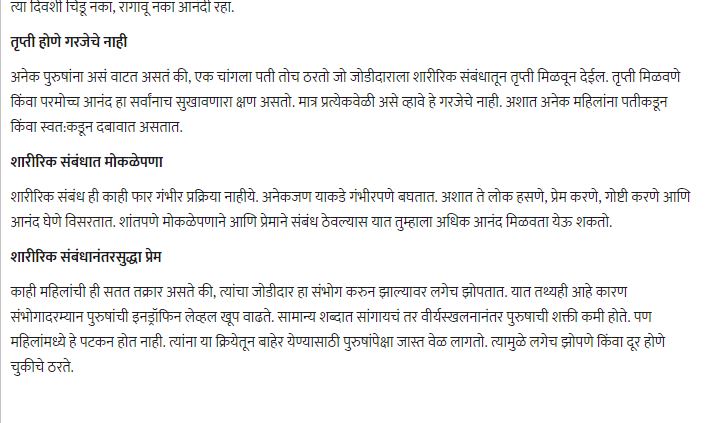 त्या दिवशी चिडू नका, रागावू नका आनंदी रहा.
तृप्ती होणे गरजेचे नाही
अनेक पुरुषांना असं वाटत असतं की, एक चांगला पती तोच ठरतो जो जोडीदाराला शारीरिक संबंधातून तृप्ती मिळवून देईल. तृप्ती मिळवणे
किंवा परमोच्च आनंद हा सर्वांनाच सुखावणारा क्षण असतो. मात्र प्रत्येकवेळी असे व्हावे हे गरजेचे नाही. अशात अनेक महिलांना पतीकडून
किंवा स्वत:कडून दबावात असतात.
शारीरिक संबंधात मोकळेपणा
शारीरिक संबंध ही काही फार गंभीर प्रक्रिया नाहीये. अनेकजण याकडे गंभीरपणे बघतात. अशात ते लोक हसणे, प्रेम करणे, गोष्टी करणे आणि
आनंद घेणे विसरतात. शांतपणे मोकळेपणाने आणि प्रेमाने संबंध ठेवल्यास यात तुम्हाला अधिक आनंद मिळवता येऊ शकतो.
शारीरिक संबंधानंतरसुद्धा प्रेम
काही महिलांची ही सतत तक्रार असते की, त्यांचा जोडीदार हा संभोग करुन झाल्यावर लगेच झोपतात. यात तथ्यही आहे कारण
संभोगादरम्यान पुरुषांची इनड्रॉफिन लेव्हल खूप वाढते. सामान्य शब्दात सांगायचं तर वीर्यस्खलनानंतर पुरुषाची शक्ती कमी होते. पण
महिलांमध्ये हे पटकन होत नाही. त्यांना या क्रियेतून बाहेर येण्यासाठी पुरुषांपेक्षा जास्त वेळ लागतो. त्यामुळे लगेच झोपणे किंवा दूर होणे
चुकीचे ठरते.